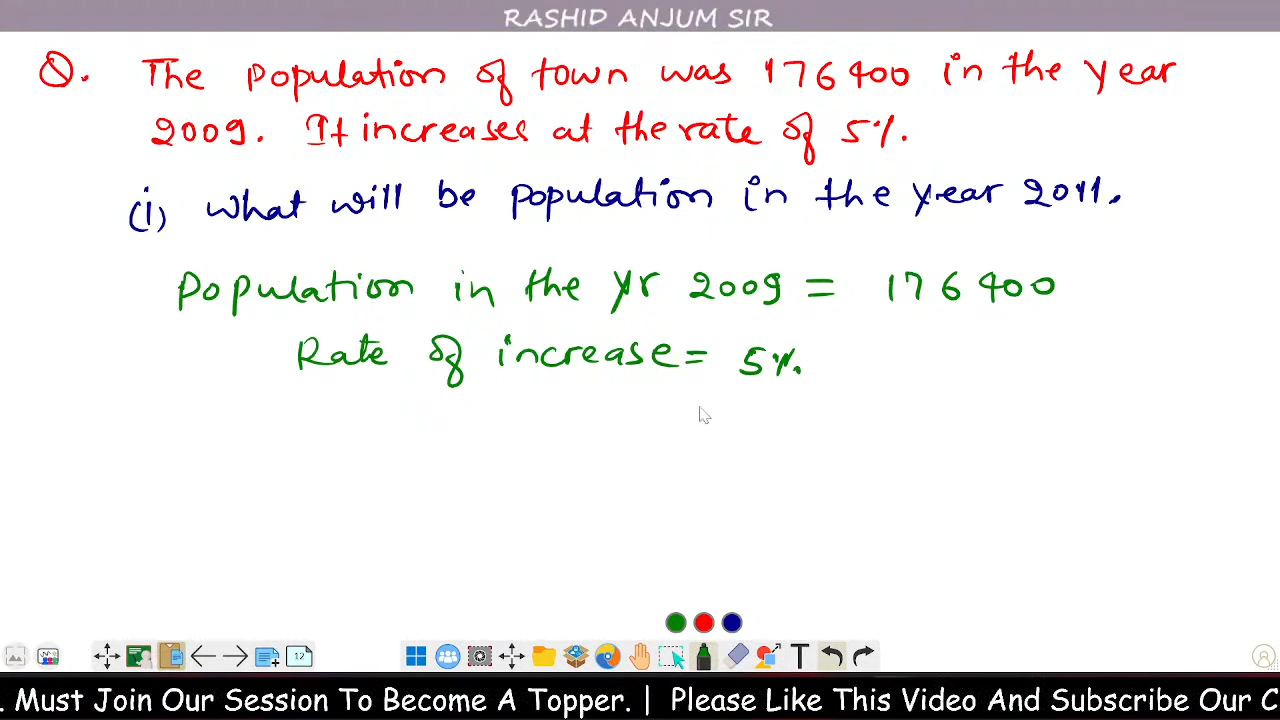 RASHID ANJUM SIR
Q. The population of town was 176400 in the year
2009. It increases at the rate of 5%.
(i) What will be population in the year 2011.
Population in the yr 2009 = 176400
Rate of increase = 5%.
12
. Must Join Our Session To Become A Topper. | Please Like This Video And Subscribe Our C